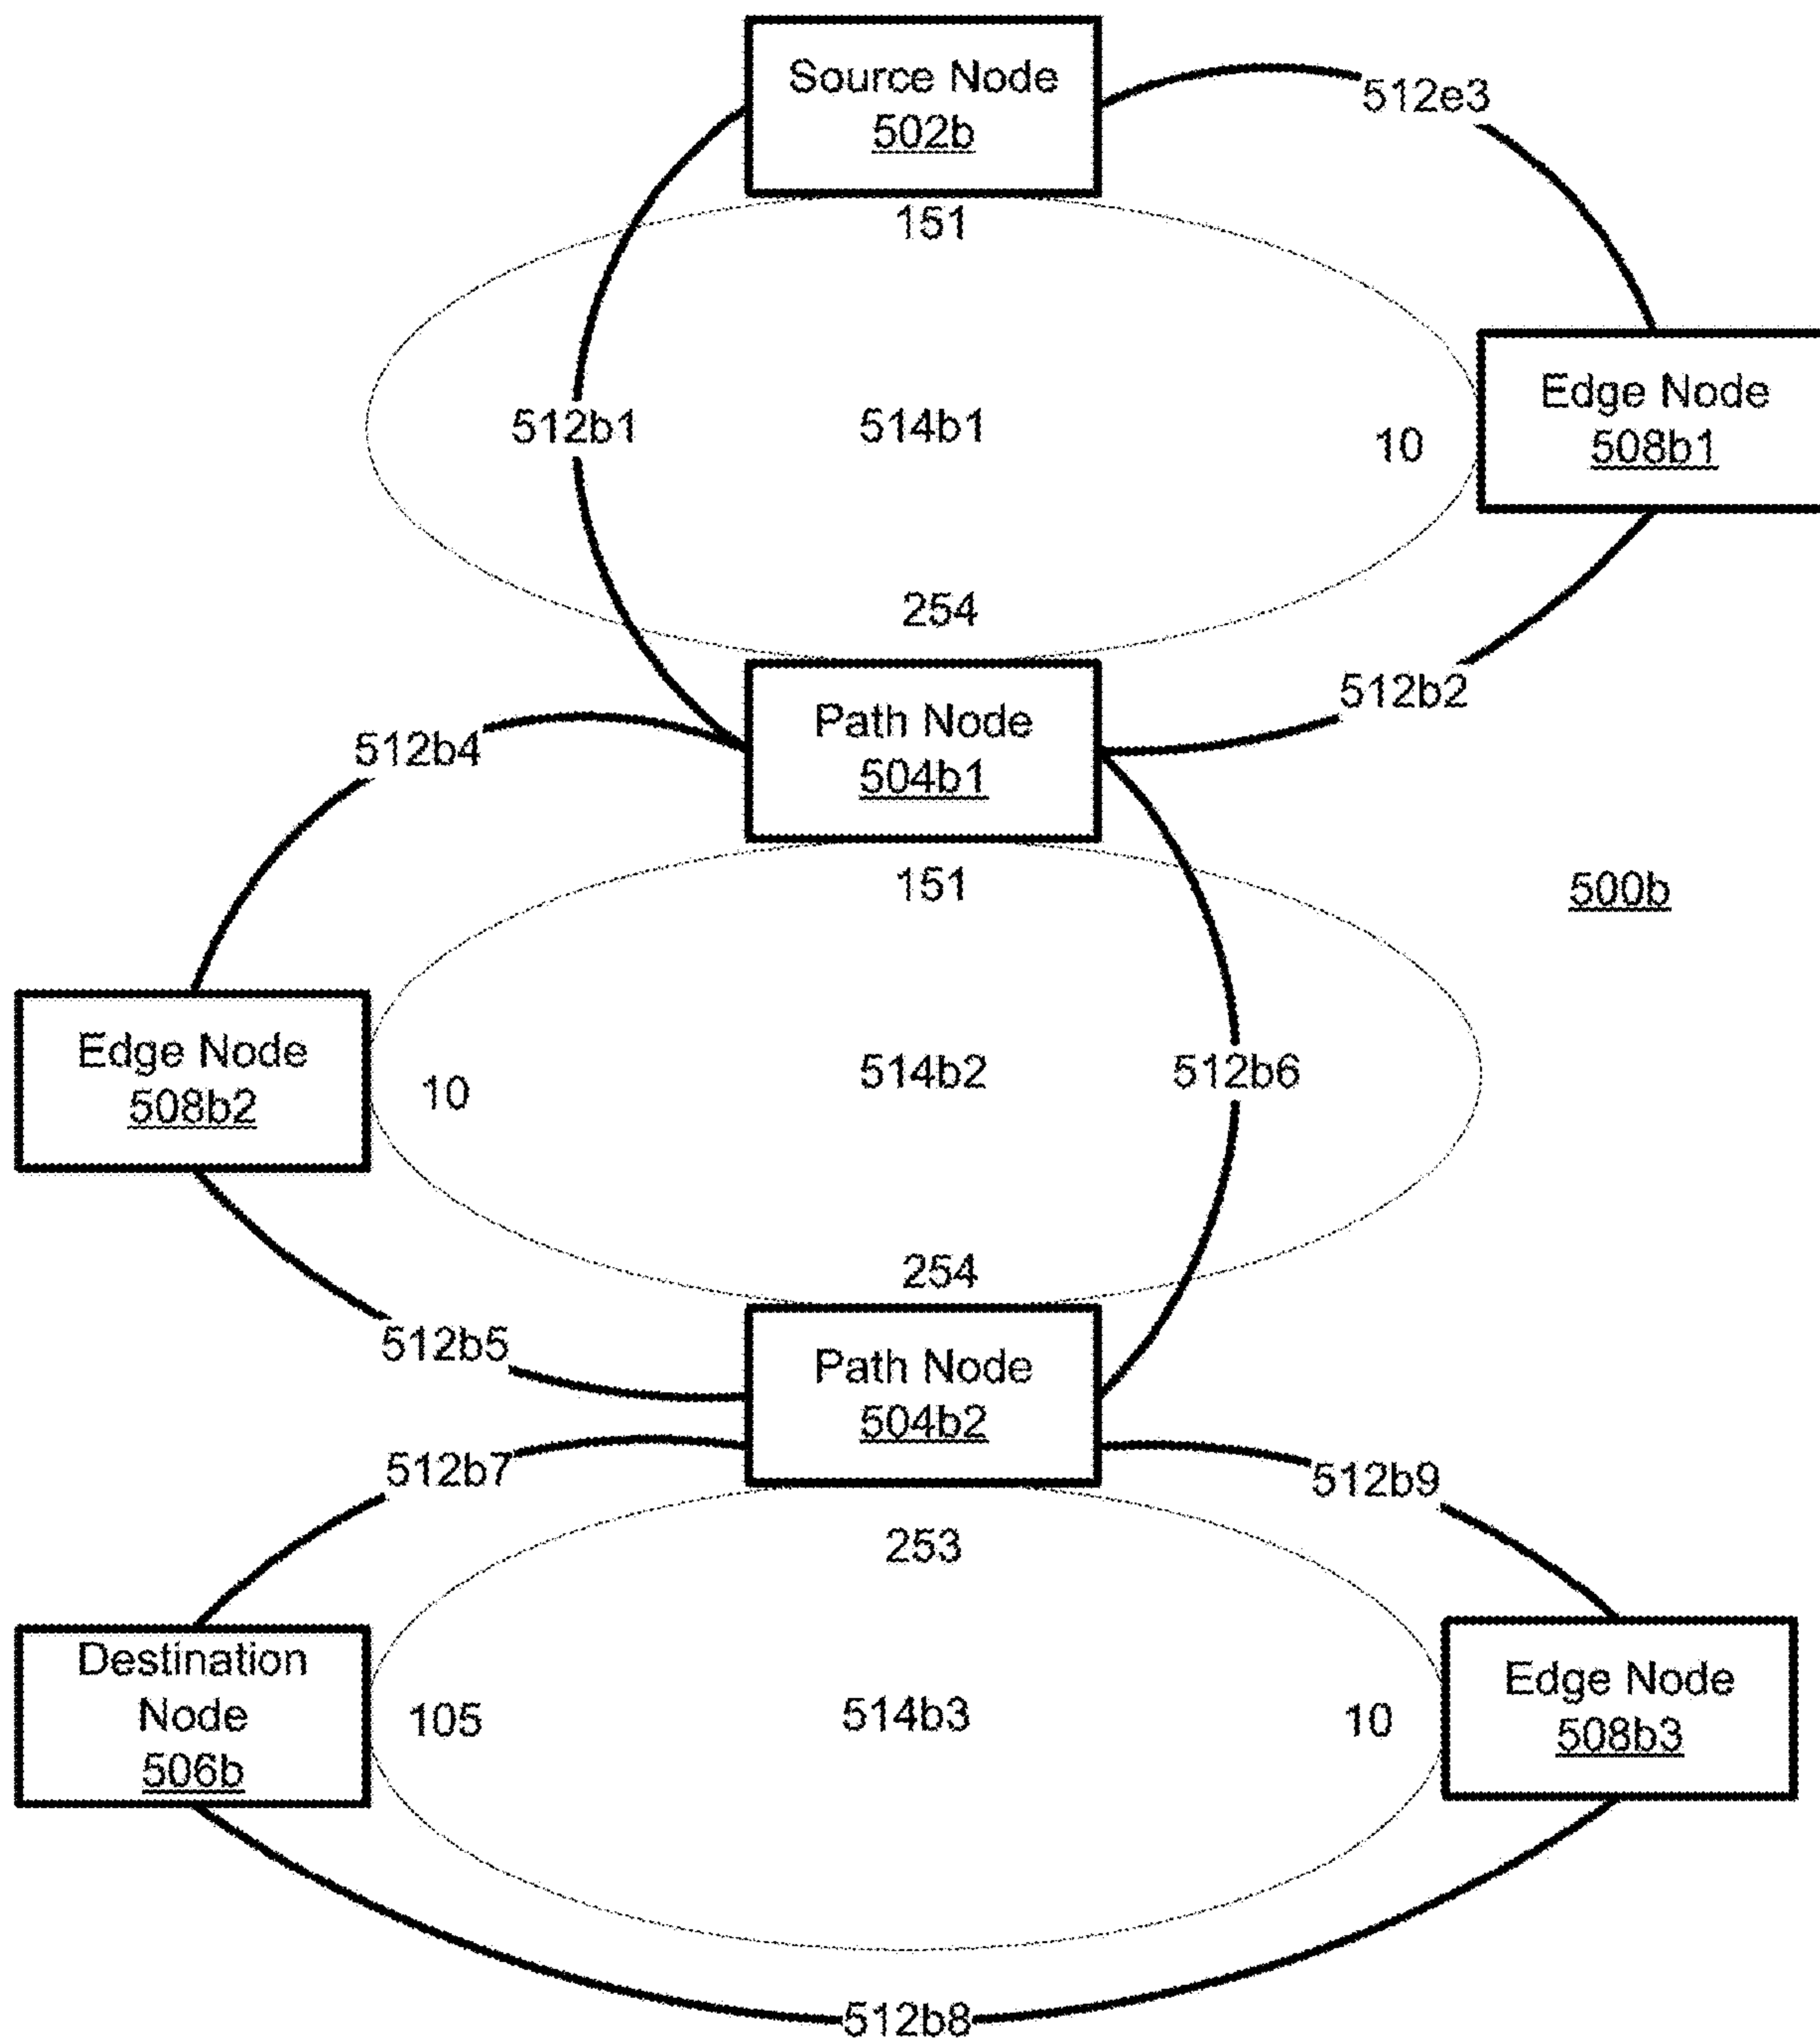 Source Node
502b
512e3
151
Edge Node
508b1
512b1
514b1
10
254
512b2
Path Node
504b1
512b4
151
500b
Edge Node
508b2
10
514b2
512b6
254
512b5
Path Node
504b2
512b7
512b9
253
Destination
Node
506b
105
514b3
10
Edge Node
508b3
512b8